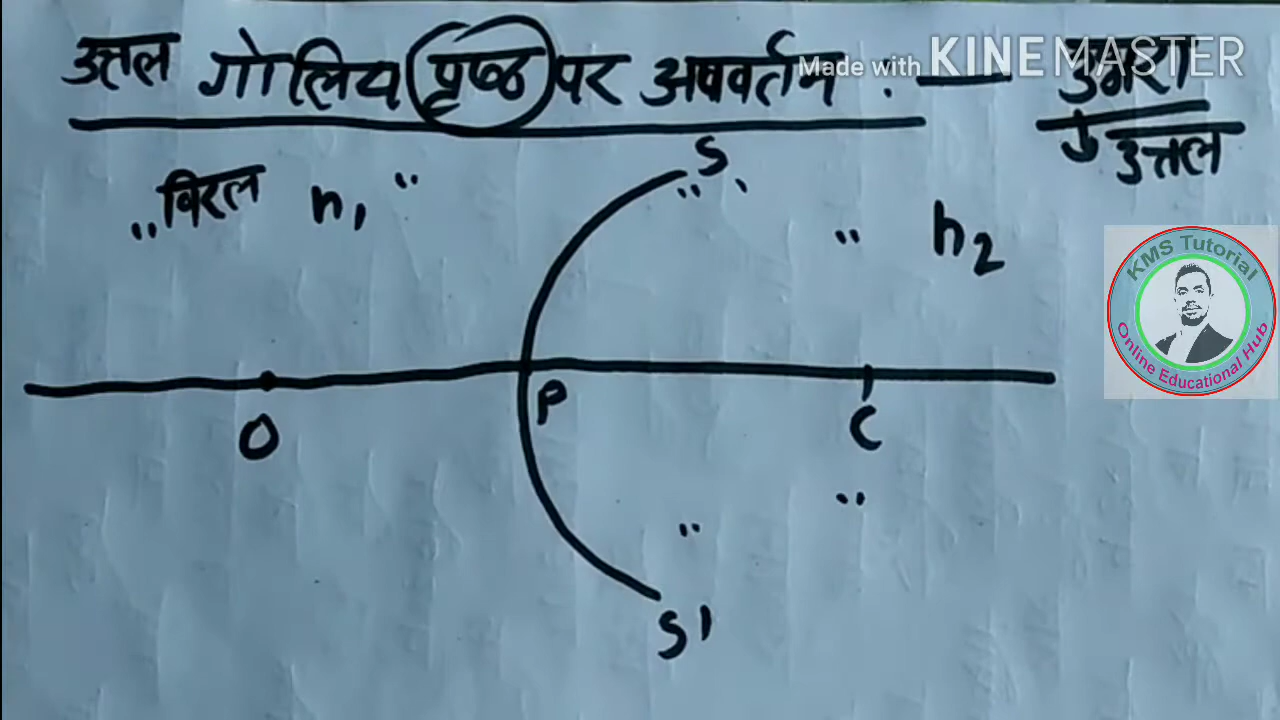 उत्तल गोलिय पृष्ठ पर अपवर्तन :— उभरा
Made with KINEMASTER
उत्तल
"विरल n₁ "
S
" n₂
KMS Tutorial
Online Educational Hub
O
P
C
S'